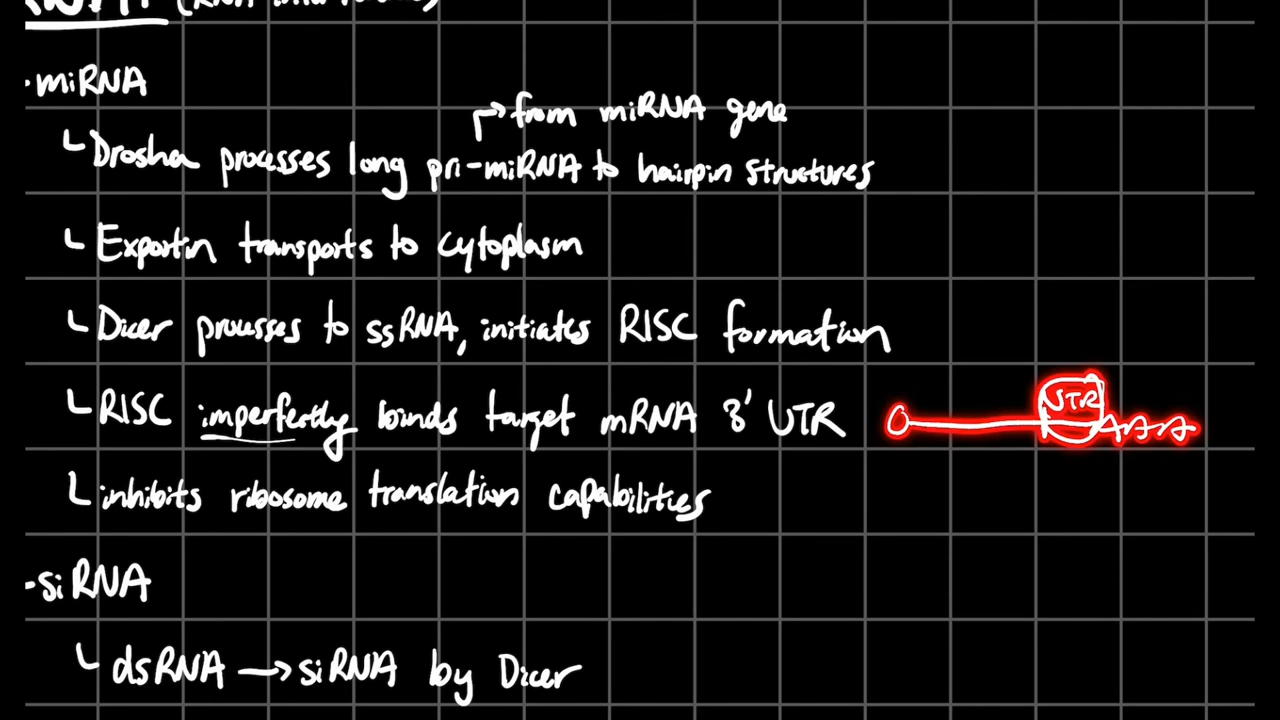 (RNA
· miRNA
↱ from miRNA gene
└ Drosha processes long pri-miRNA to hairpin structures
└ Exportin transports to cytoplasm
└ Dicer processes to ssRNA, initiates RISC formation
└ RISC imperfectly binds target mRNA 3' UTR
UTR AAA
└ inhibits ribosome translation capabilities
· siRNA
└ dsRNA → siRNA by Dicer